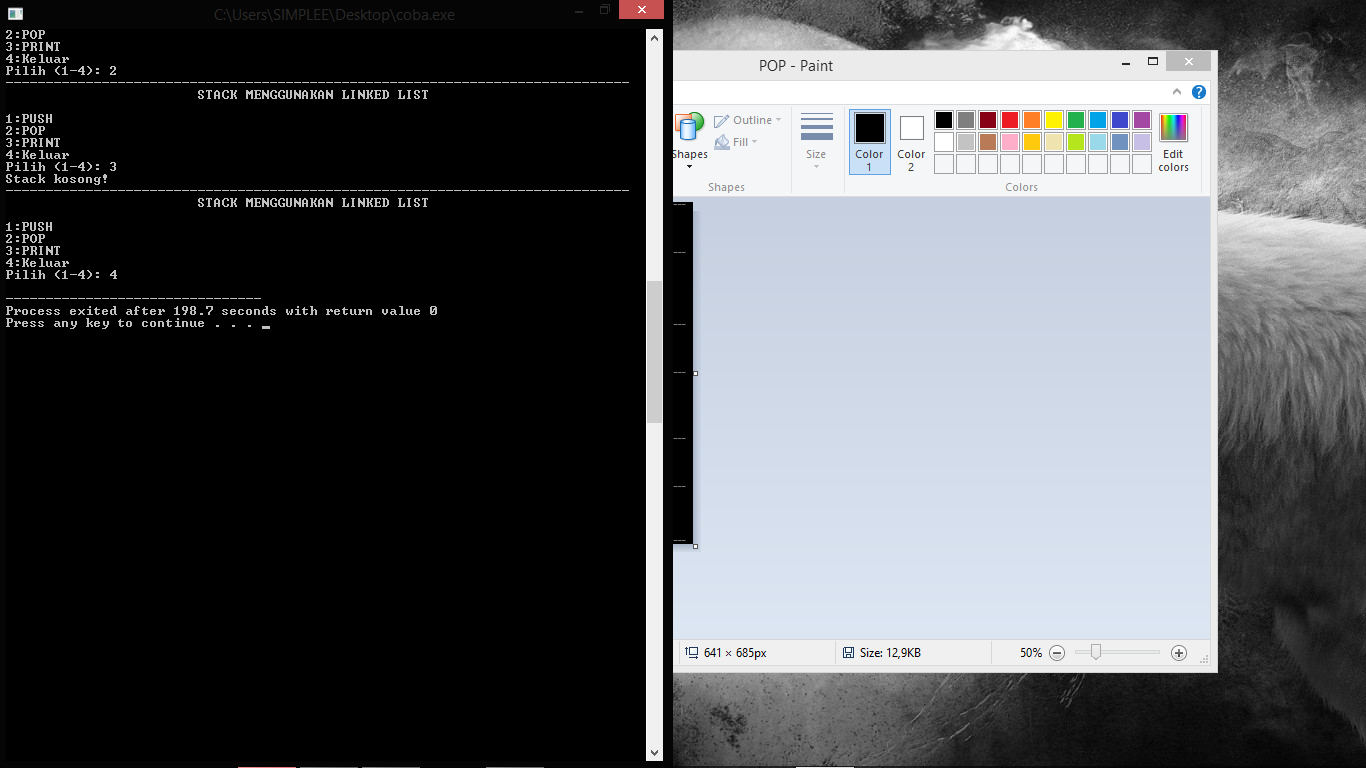 C:\Users\SIMPLEE\Desktop\coba.exe
2:POP
3:PRINT
4:Keluar
Pilih (1-4): 2
--------------------------------------------------------------------------------
STACK MENGGUNAKAN LINKED LIST
1:PUSH
2:POP
3:PRINT
4:Keluar
Pilih (1-4): 3
Stack kosong!
--------------------------------------------------------------------------------
STACK MENGGUNAKAN LINKED LIST
1:PUSH
2:POP
3:PRINT
4:Keluar
Pilih (1-4): 4
--------------------------------
Process exited after 198.7 seconds with return value 0
Press any key to continue . . . _
POP - Paint
Shapes
Outline
Fill
Shapes
Size
Color
1
Color
2
Edit
colors
Colors
641 × 685px
Size: 12,9KB
50%